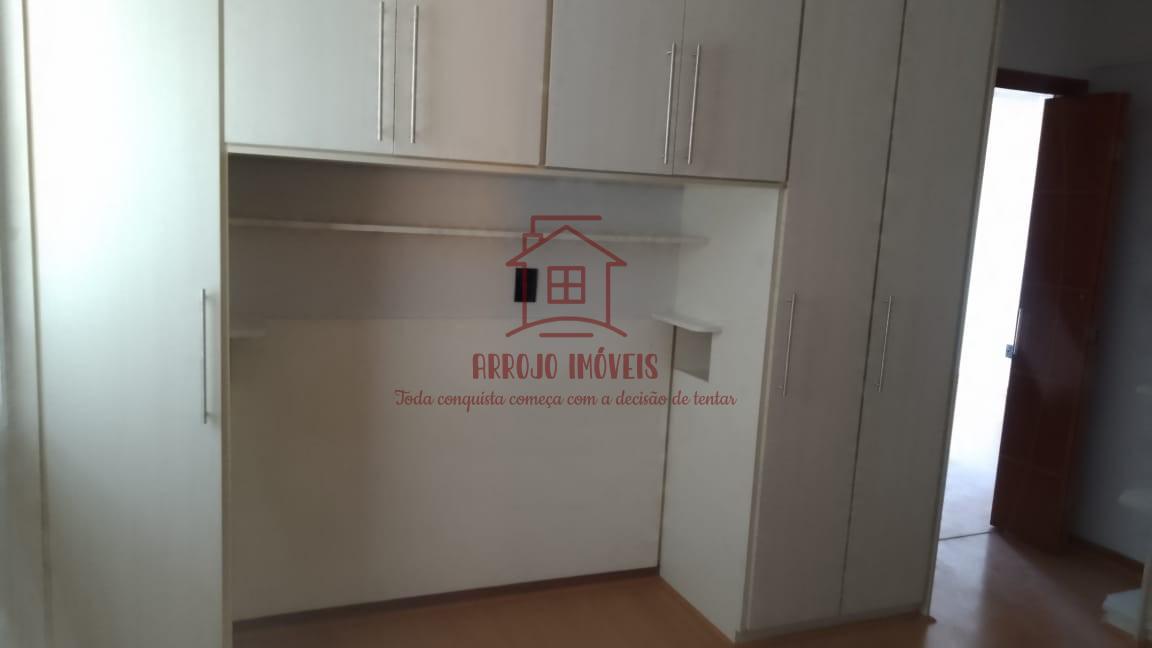 ARROJO IMÓVEIS
Toda conquista começa com a decisão de tentar